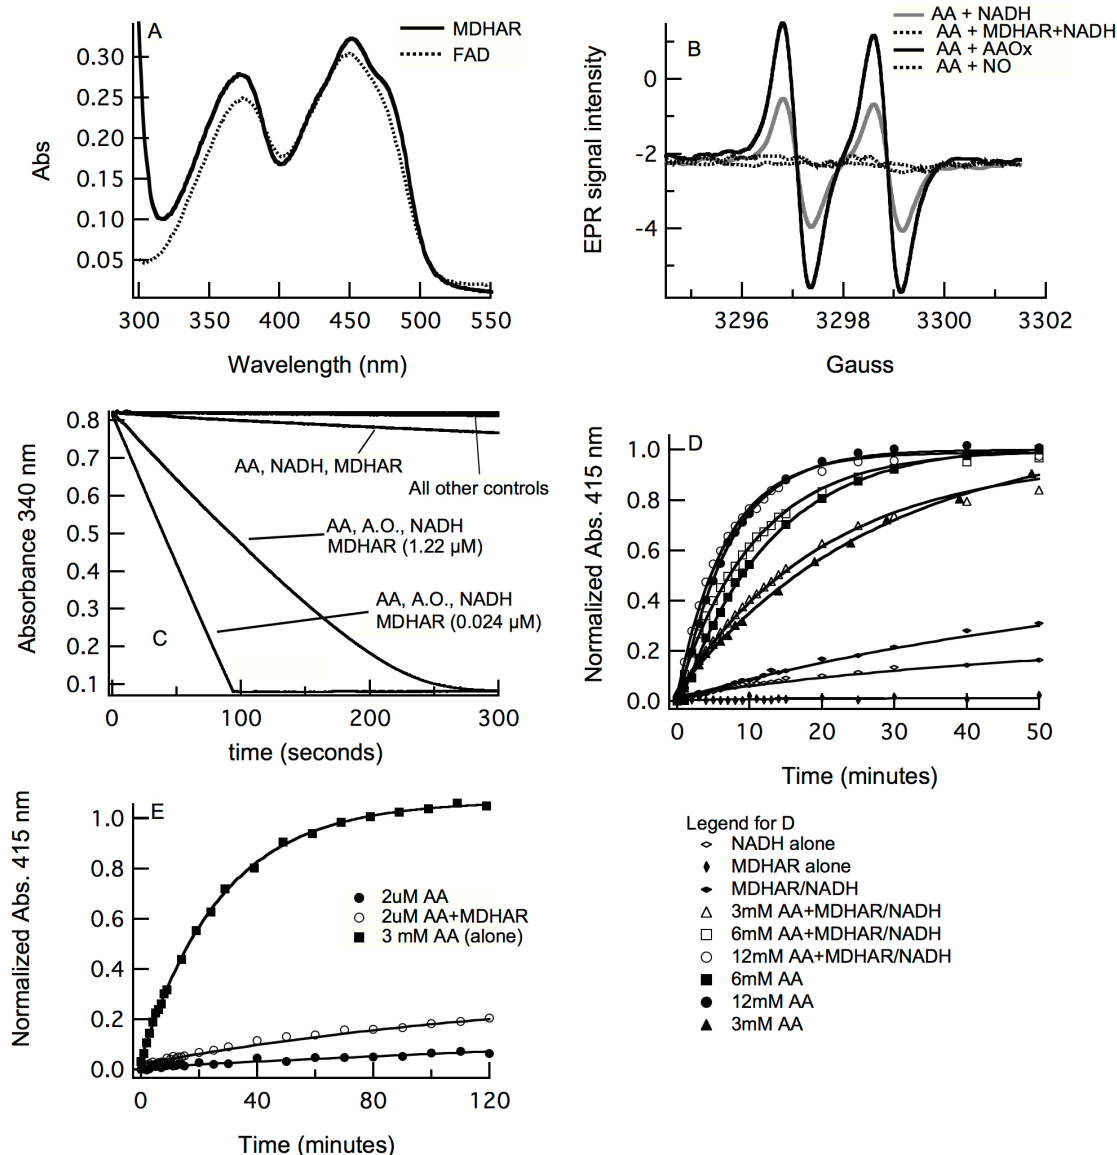 A
MDHAR
FAD
0.30
0.25
0.20
0.15
0.10
0.05
Abs
300 350 400 450 500 550
Wavelength (nm)
B
AA + NADH
AA + MDHAR+NADH
AA + AAOx
AA + NO
0
-2
-4
EPR signal intensity
3296 3298 3300 3302
Gauss
0.8
0.7
0.6
0.5
0.4
0.3
0.2
0.1
Absorbance 340 nm
AA, NADH, MDHAR
All other controls
AA, A.O., NADH
MDHAR (1.22 µM)
AA, A.O., NADH
MDHAR (0.024 µM)
C
0 100 200 300
time (seconds)
D
1.0
0.8
0.6
0.4
0.2
0.0
Normalized Abs. 415 nm
0 10 20 30 40 50
Time (minutes)
E
1.0
0.8
0.6
0.4
0.2
0.0
Normalized Abs. 415 nm
2uM AA
2uM AA+MDHAR
3 mM AA (alone)
0 40 80 120
Time (minutes)
Legend for D
NADH alone
MDHAR alone
MDHAR/NADH
3mM AA+MDHAR/NADH
6mM AA+MDHAR/NADH
12mM AA+MDHAR/NADH
6mM AA
12mM AA
3mM AA